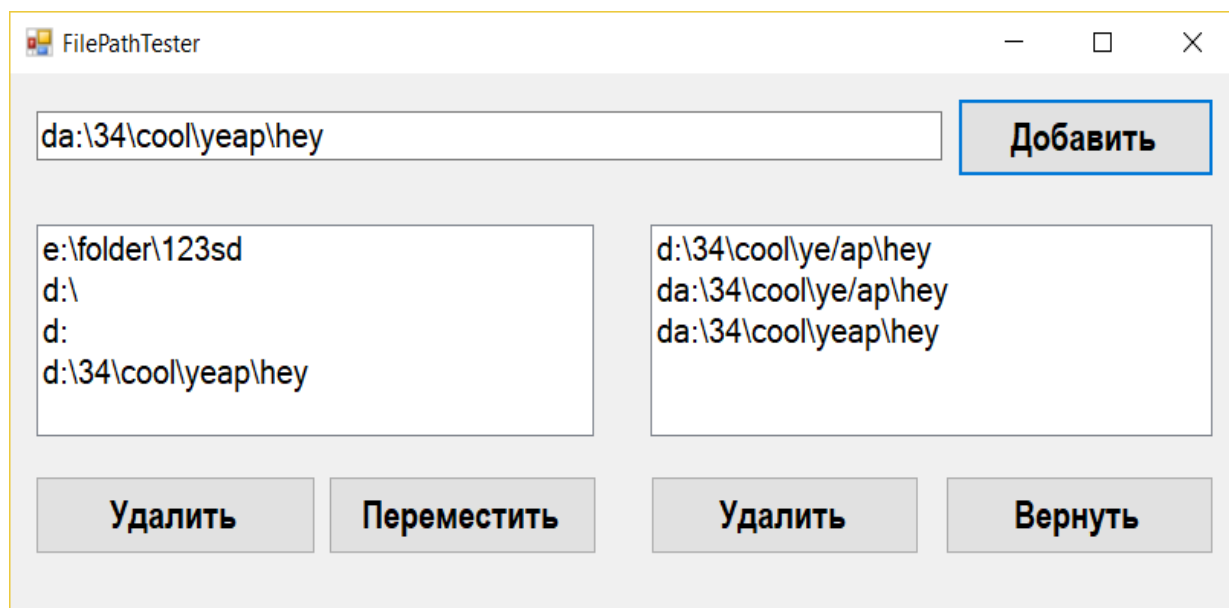 FilePathTester
da:\34\cool\yeap\hey
Добавить
e:\folder\123sd
d:\
d:
d:\34\cool\yeap\hey
d:\34\cool\ye/ap\hey
da:\34\cool\ye/ap\hey
da:\34\cool\yeap\hey
Удалить
Переместить
Удалить
Вернуть